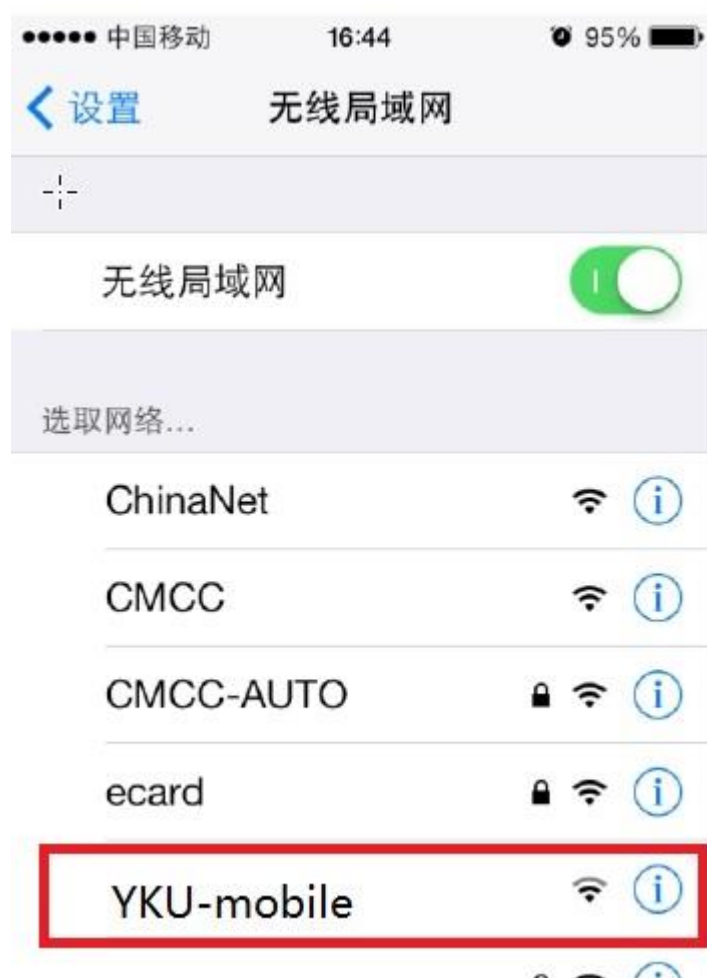 中国移动 16:44 95%
设置 无线局域网
无线局域网
选取网络...
ChinaNet
CMCC
CMCC-AUTO
ecard
YKU-mobile